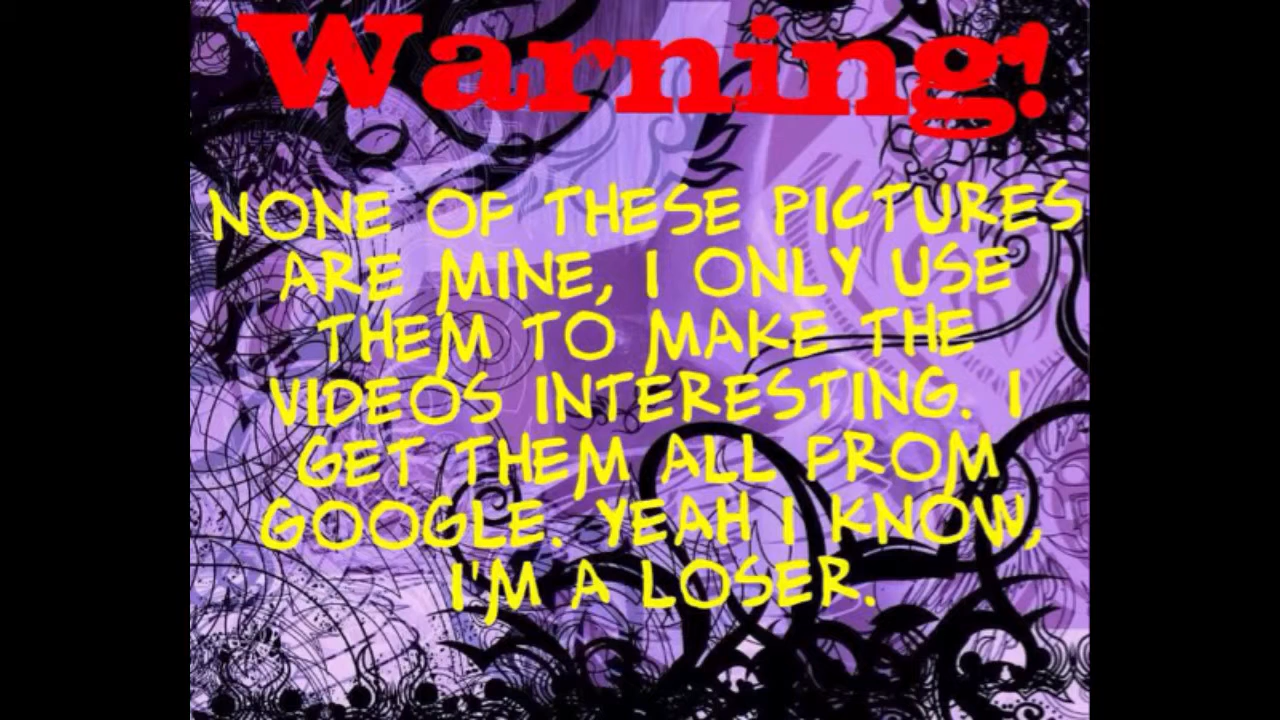 Warning!
NONE OF THESE PICTURES
ARE MINE, I ONLY USE
THEM TO MAKE THE
VIDEOS INTERESTING. I
GET THEM ALL FROM
GOOGLE. YEAH I KNOW,
I'M A LOSER.